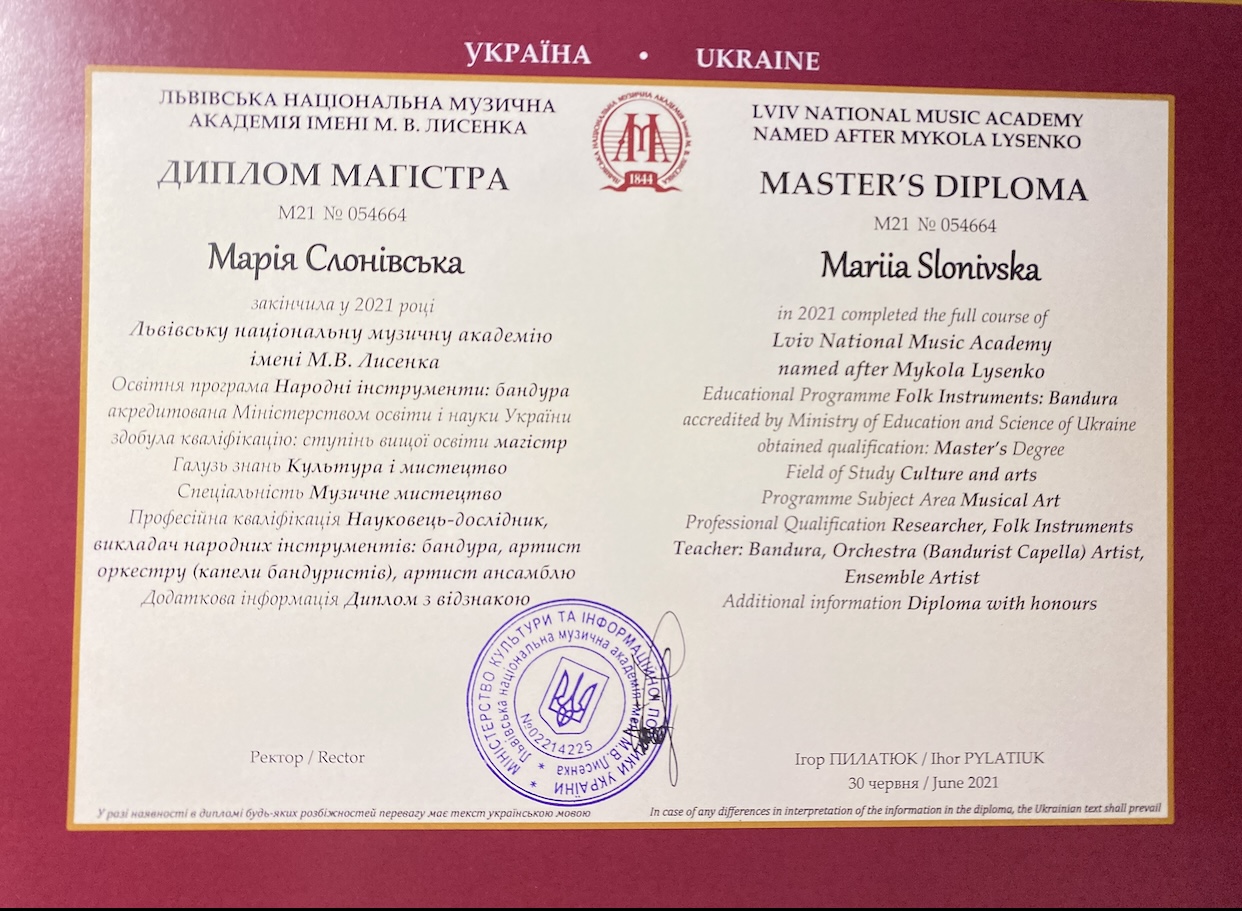 УКРАЇНА • UKRAINE
ЛЬВІВСЬКА НАЦІОНАЛЬНА МУЗИЧНА
АКАДЕМІЯ ІМЕНІ М. В. ЛИСЕНКА
ДИПЛОМ МАГІСТРА
М21 № 054664
Марія Слонівська
закінчила у 2021 році
Львівську національну музичну академію
імені М.В. Лисенка
Освітня програма Народні інструменти: бандура
акредитована Міністерством освіти і науки України
здобула кваліфікацію: ступінь вищої освіти магістр
Галузь знань Культура і мистецтво
Спеціальність Музичне мистецтво
Професійна кваліфікація Науковець-дослідник,
викладач народних інструментів: бандура, артист
оркестру (капели бандуристів), артист ансамблю
Додаткова інформація Диплом з відзнакою
Ректор / Rector
У разі наявності в дипломі будь-яких розбіжностей перевагу має текст українською мовою
ЛЬВІВСЬКА НАЦІОНАЛЬНА МУЗИЧНА АКАДЕМІЯ імені М. В. ЛИСЕНКА
1844
LVIV NATIONAL MUSIC ACADEMY
NAMED AFTER MYKOLA LYSENKO
MASTER'S DIPLOMA
M21 № 054664
Mariia Slonivska
in 2021 completed the full course of
Lviv National Music Academy
named after Mykola Lysenko
Educational Programme Folk Instruments: Bandura
accredited by Ministry of Education and Science of Ukraine
obtained qualification: Master's Degree
Field of Study Culture and arts
Programme Subject Area Musical Art
Professional Qualification Researcher, Folk Instruments
Teacher: Bandura, Orchestra (Bandurist Capella) Artist,
Ensemble Artist
Additional information Diploma with honours
Ігор ПИЛАТЮК / Ihor PYLATIUK
30 червня / June 2021
In case of any differences in interpretation of the information in the diploma, the Ukrainian text shall prevail
МІНІСТЕРСТВО КУЛЬТУРИ ТА ІНФОРМАЦІЙНОЇ ПОЛІТИКИ УКРАЇНИ
Львівська національна музична академія імені М.В.Лисенка
№02214225